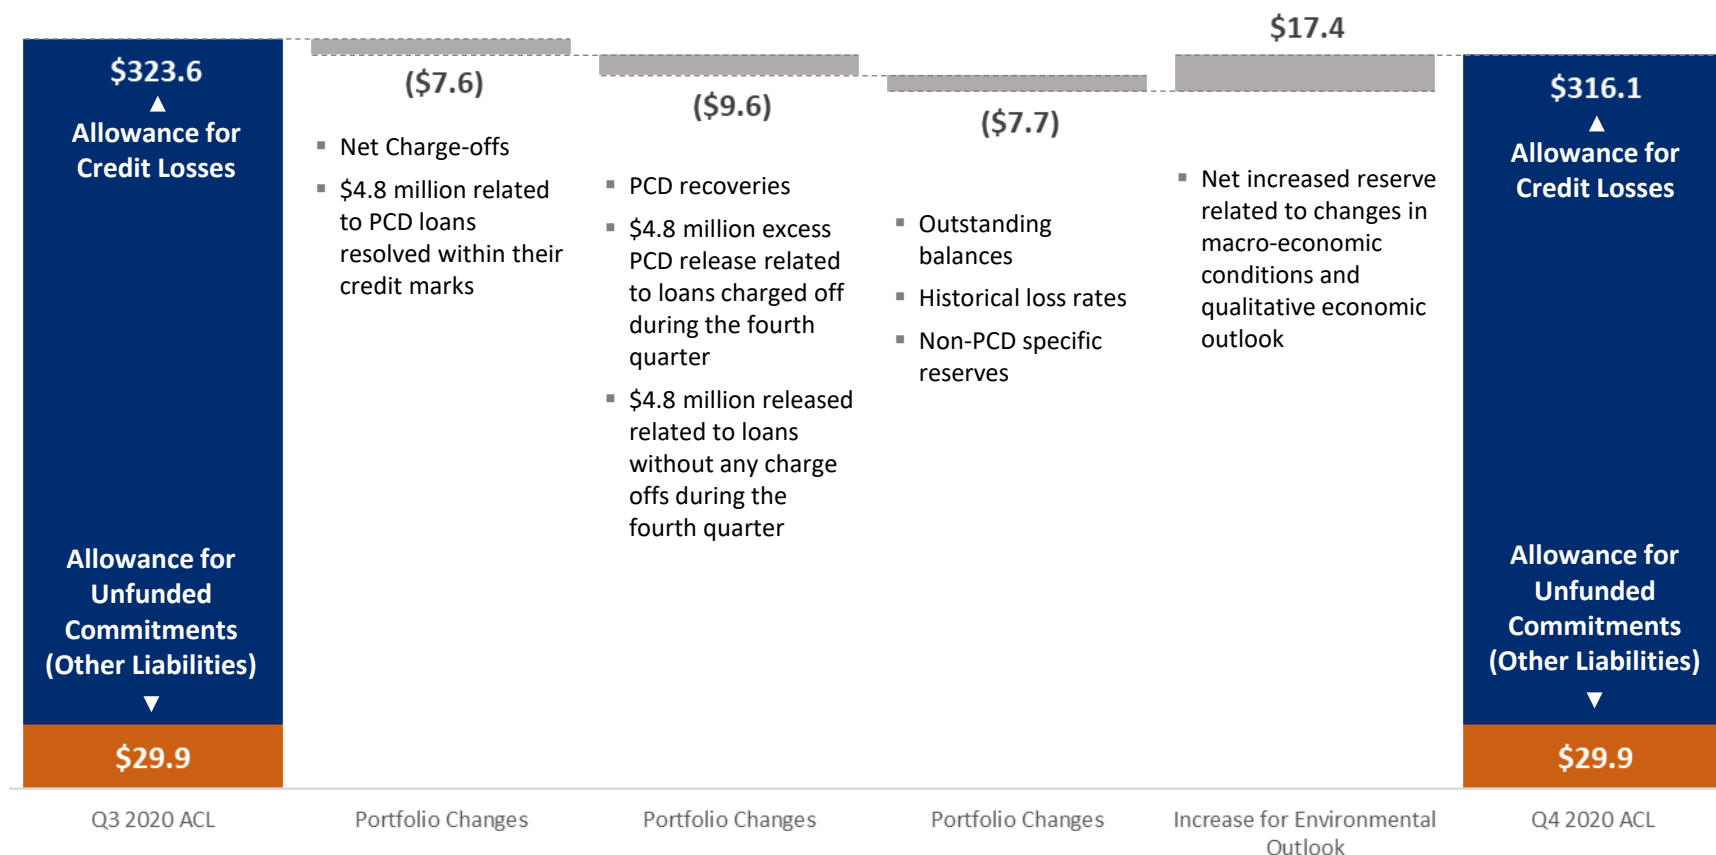 $323.6
▲
Allowance for
Credit Losses
Allowance for
Unfunded
Commitments
(Other Liabilities)
▼
$29.9
Q3 2020 ACL
($7.6)
▪ Net Charge-offs
▪ $4.8 million related
to PCD loans
resolved within their
credit marks
Portfolio Changes
($9.6)
▪ PCD recoveries
▪ $4.8 million excess
PCD release related
to loans charged off
during the fourth
quarter
▪ $4.8 million released
related to loans
without any charge
offs during the
fourth quarter
Portfolio Changes
($7.7)
▪ Outstanding
balances
▪ Historical loss rates
▪ Non-PCD specific
reserves
Portfolio Changes
$17.4
▪ Net increased reserve
related to changes in
macro-economic
conditions and
qualitative economic
outlook
Increase for Environmental
Outlook
$316.1
▲
Allowance for
Credit Losses
Allowance for
Unfunded
Commitments
(Other Liabilities)
▼
$29.9
Q4 2020 ACL